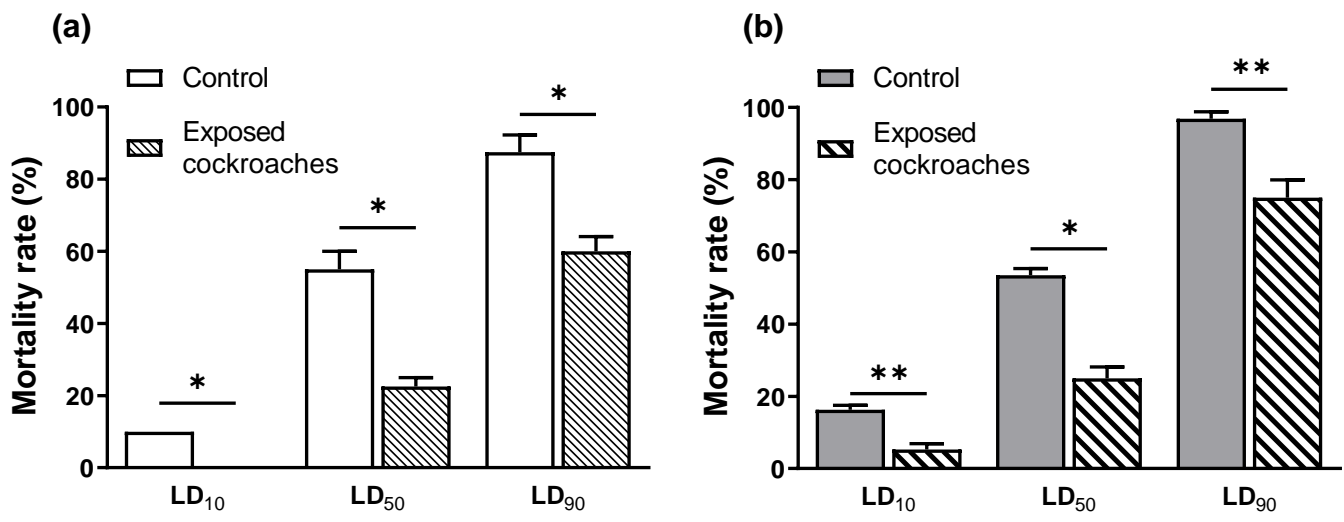 (a)
Control
Exposed
cockroaches
Mortality rate (%)
100
80
60
40
20
0
*
*
*
LD₁₀
LD₅₀
LD₉₀
(b)
Control
Exposed
cockroaches
Mortality rate (%)
100
80
60
40
20
0
**
*
**
LD₁₀
LD₅₀
LD₉₀